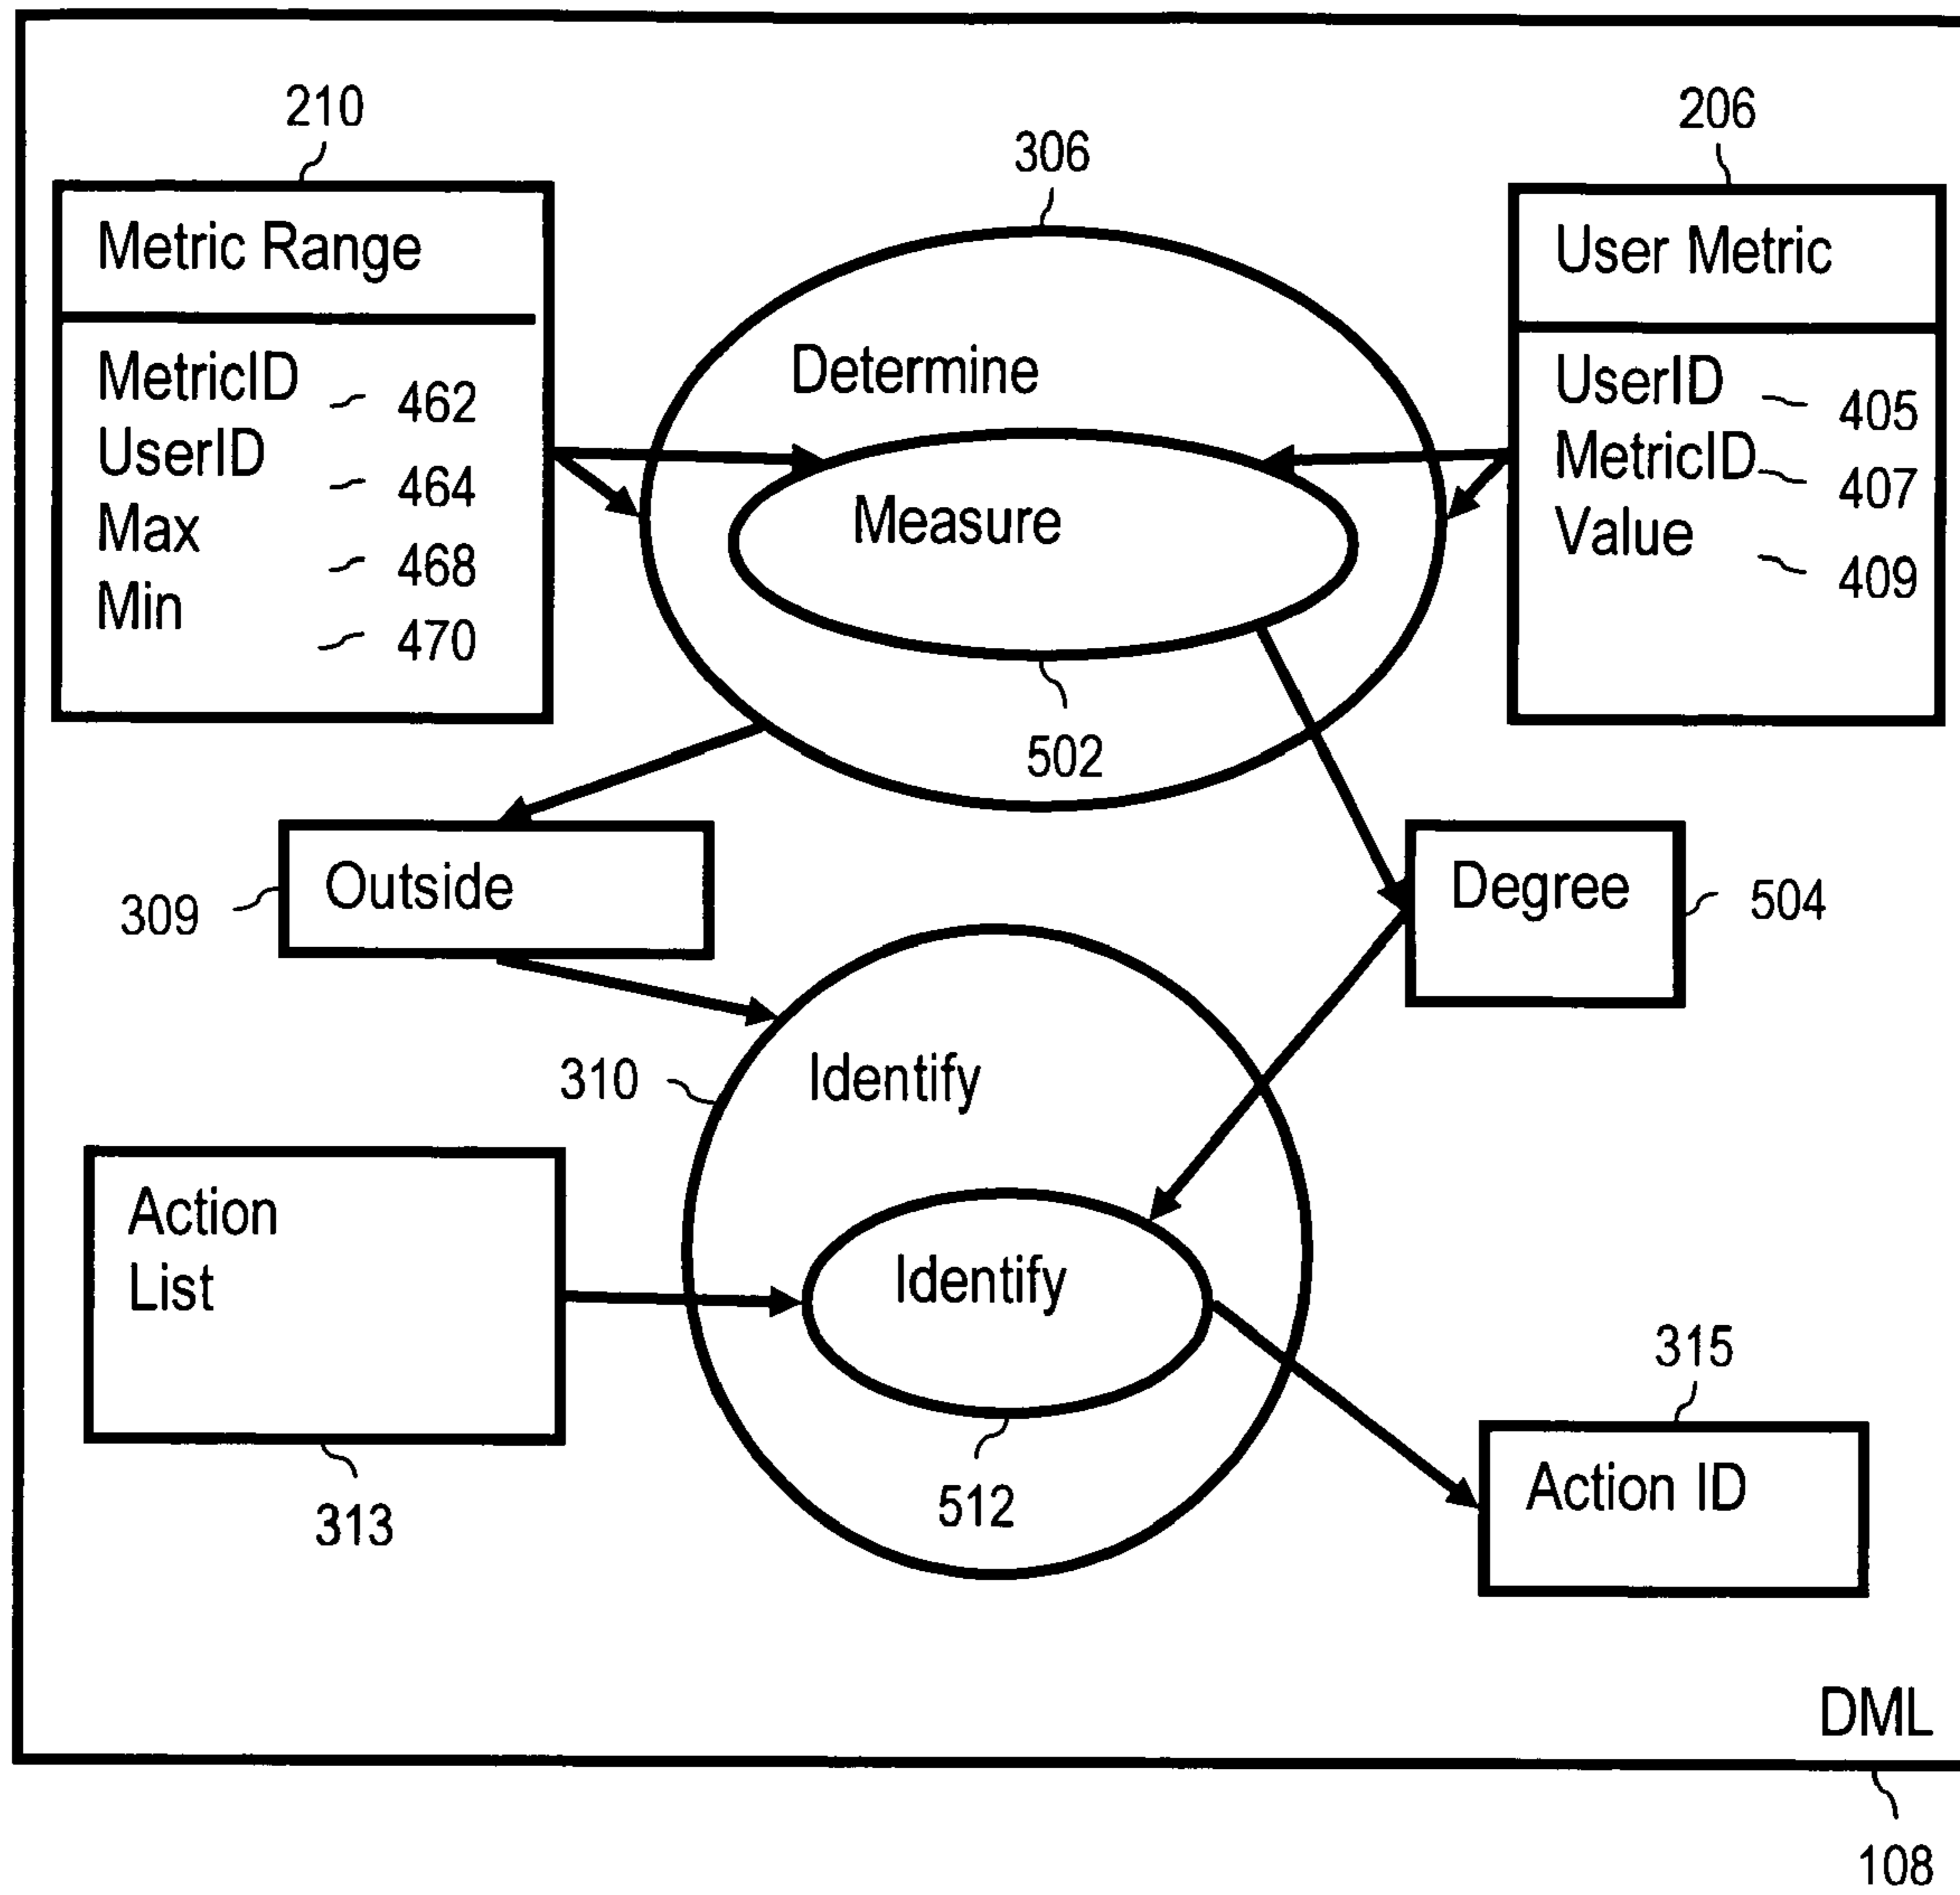 210
306
206
Metric Range
User Metric
MetricID
462
UserID
464
Max
468
Min
470
Determine
Measure
502
UserID
405
MetricID
407
Value
409
Outside
309
Degree
504
310
Identify
Action
List
313
Identify
512
315
Action ID
DML
108